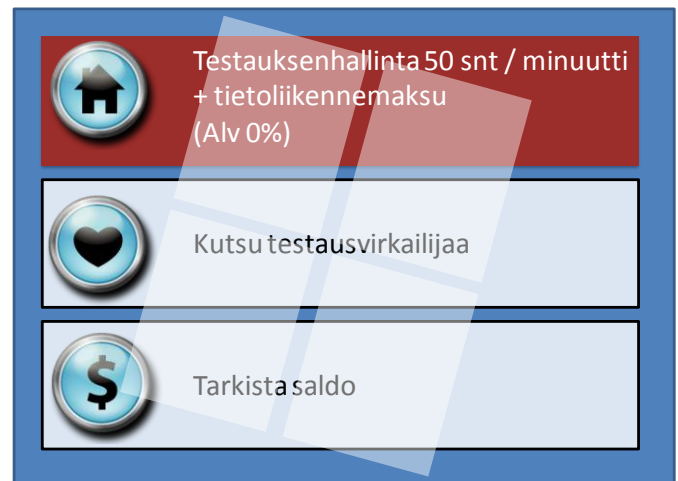 Testauksenhallinta 50 snt / minuutti
+ tietoliikennemaksu
(Alv 0%)
Kutsu testausvirkailijaa
$
Tarkista saldo